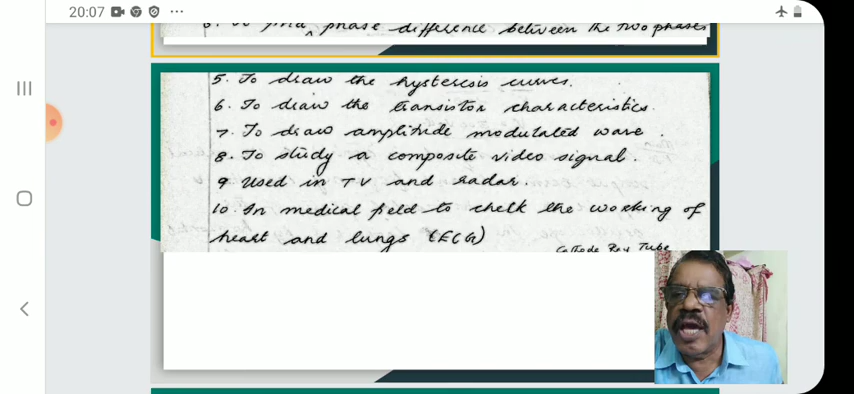 20:07
phase difference between the two phases
5. To draw the hysteresis curves.
6. To draw the transistor characteristics.
7. To draw amplitude modulated wave.
8. To study a composite video signal.
9 Used in TV and radar.
10. In medical field to check the working of
heart and lungs (ECG)
Cathode Ray Tube